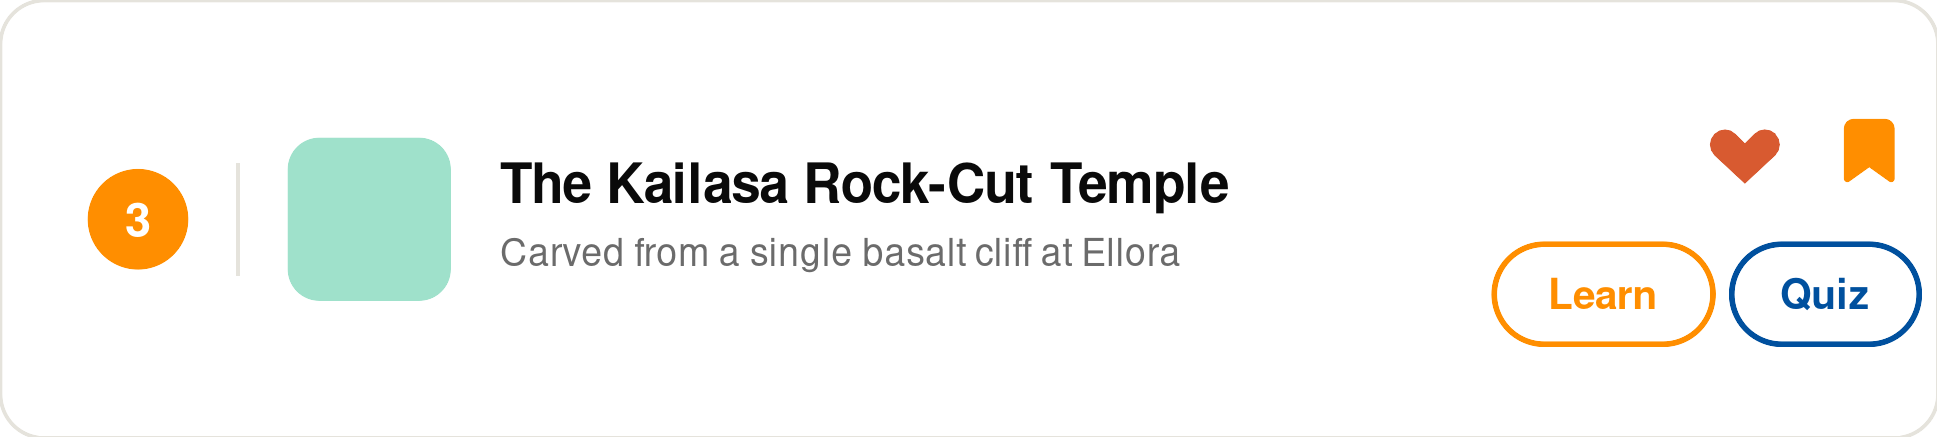 3
The Kailasa Rock-Cut Temple
Carved from a single basalt cliff at Ellora
Learn
Quiz